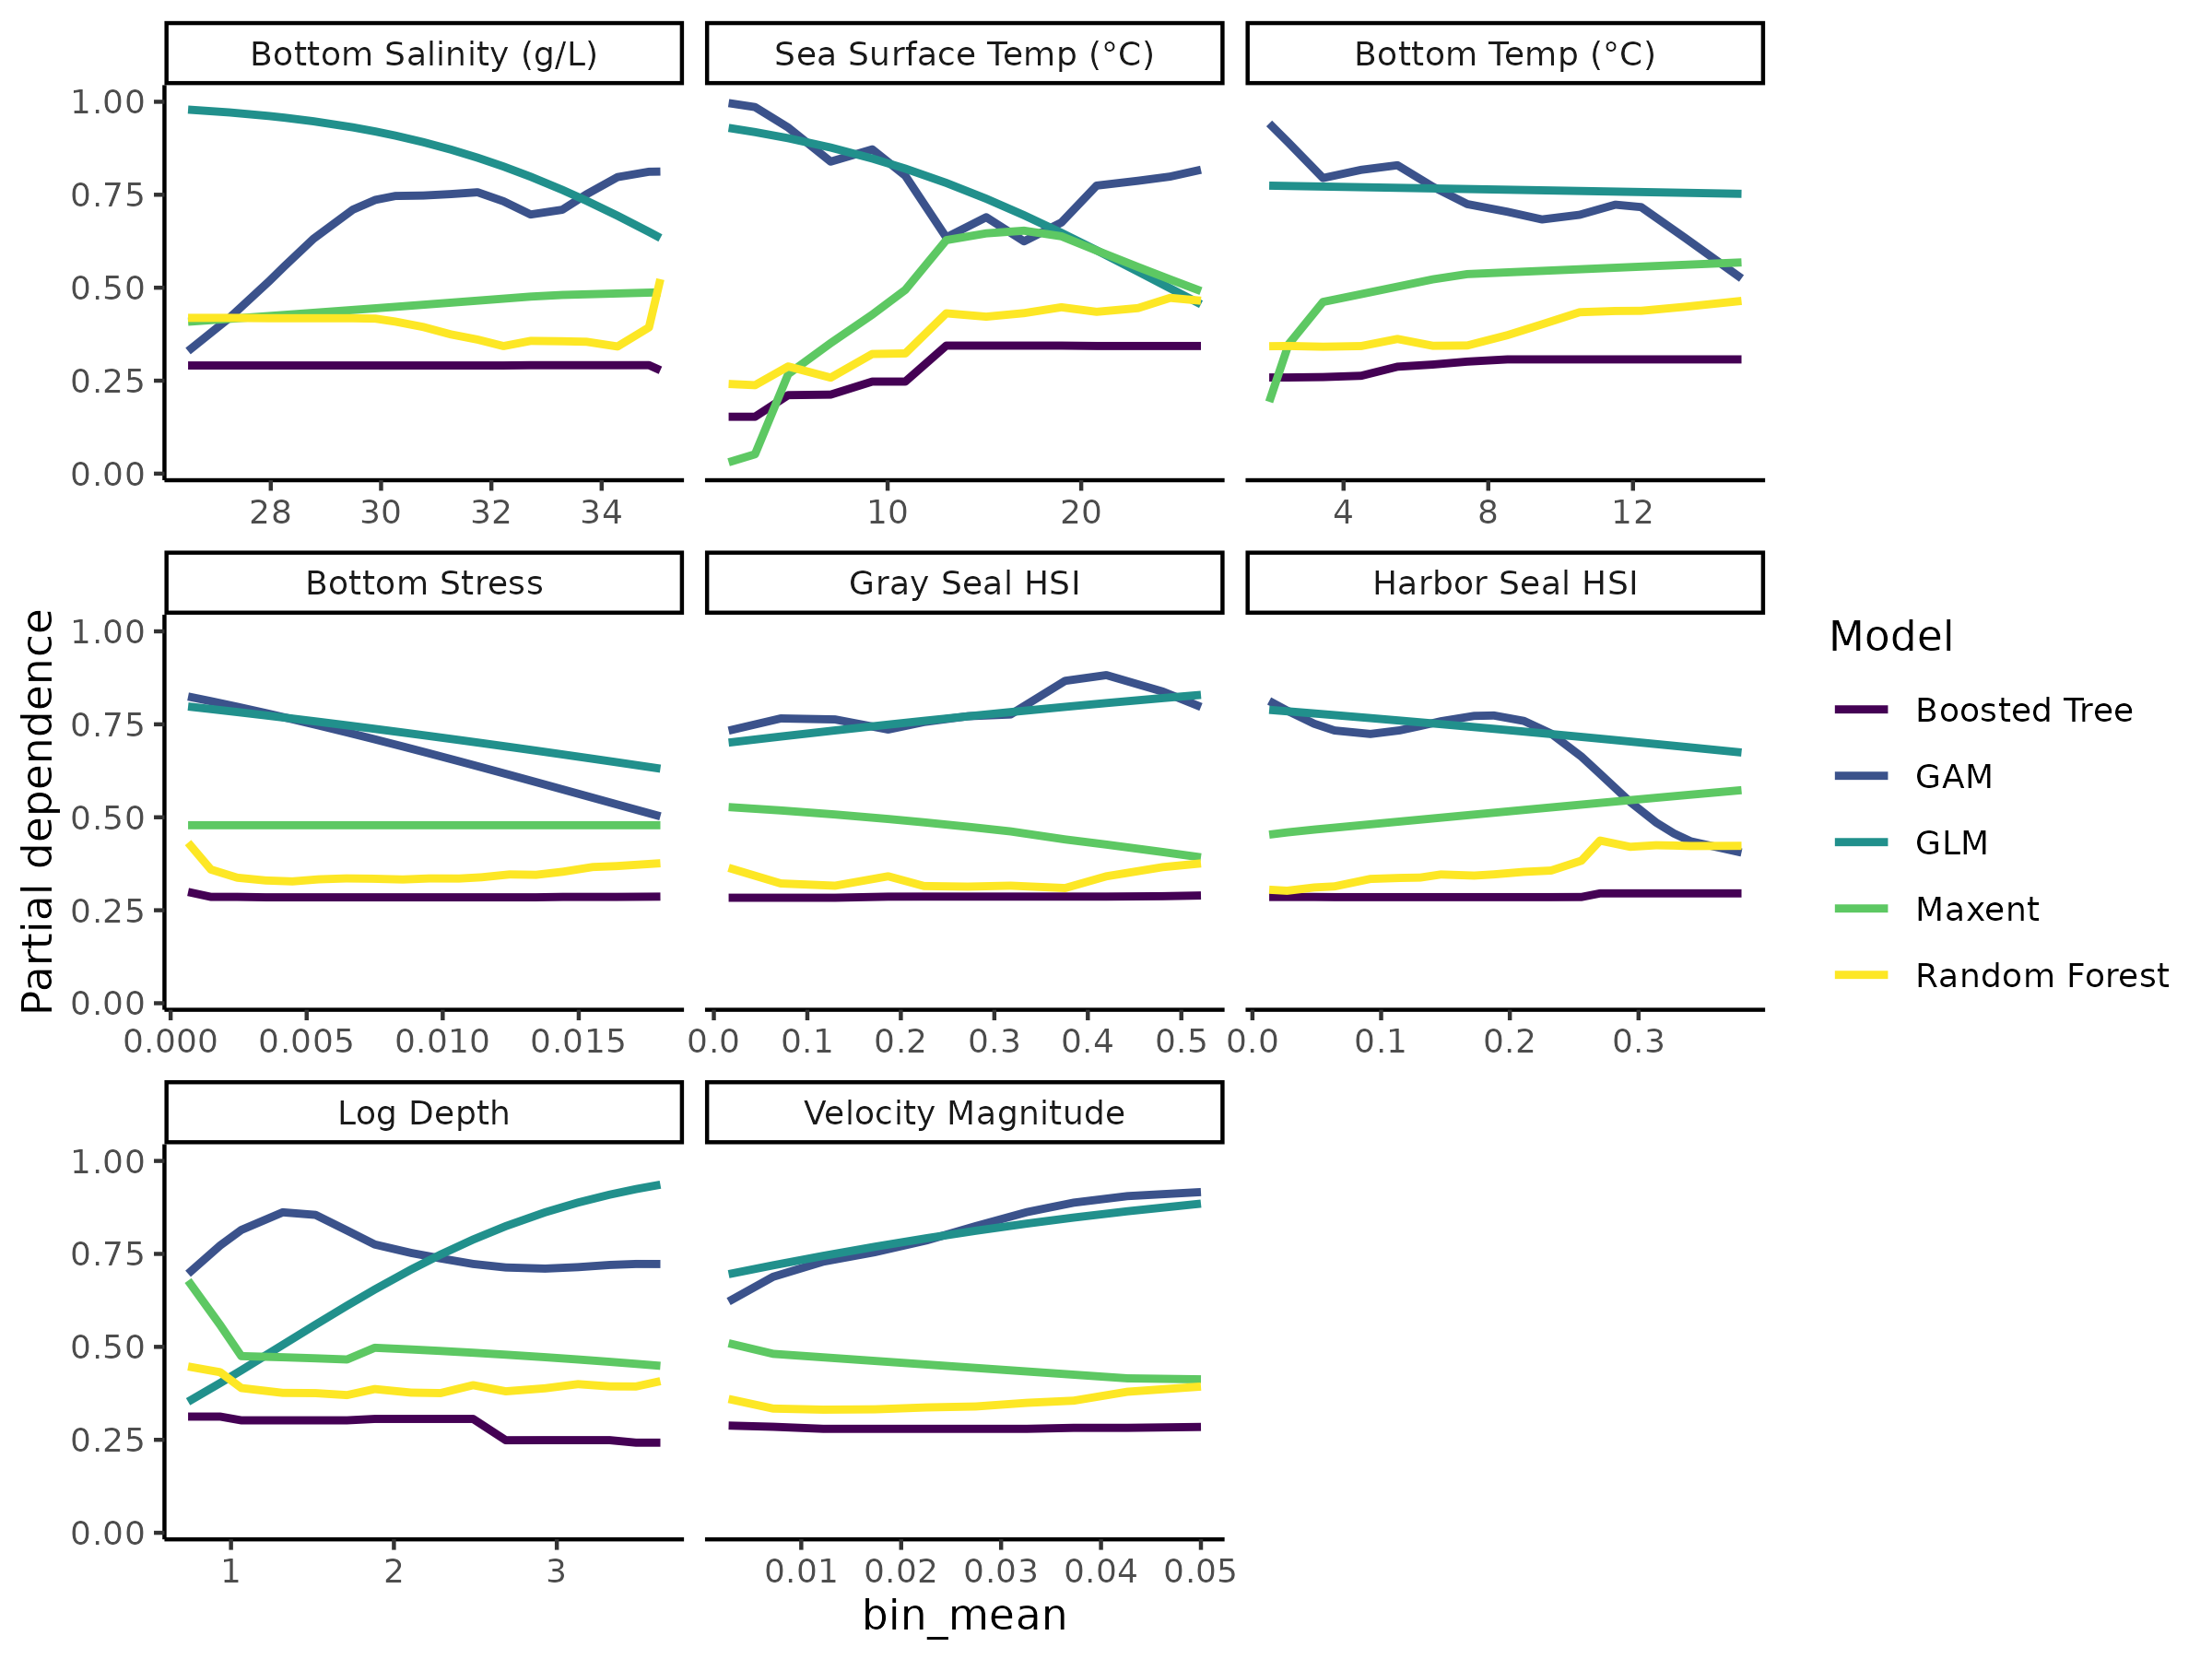 Bottom Salinity (g/L) Sea Surface Temp (°C) Bottom Temp (°C)
1.00
0.75
0.50
0.25
0.00
28 30 32 34 10 20 4 8 12
Bottom Stress Gray Seal HSI Harbor Seal HSI
1.00
0.75
0.50
0.25
0.00
0.000 0.005 0.010 0.015 0.0 0.1 0.2 0.3 0.4 0.5 0.0 0.1 0.2 0.3
Log Depth Velocity Magnitude
1.00
0.75
0.50
0.25
0.00
1 2 3 0.01 0.02 0.03 0.04 0.05
bin_mean
Partial dependence
Model
Boosted Tree
GAM
GLM
Maxent
Random Forest